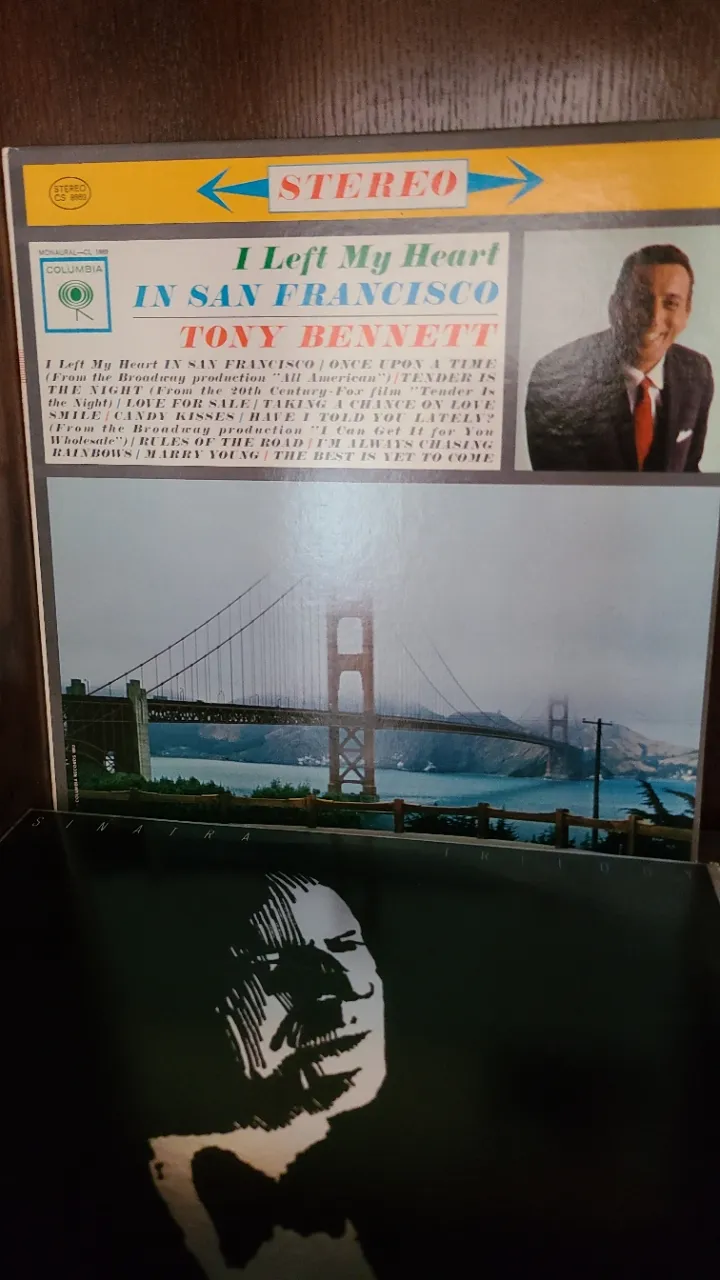 STEREO
STEREO
MONAURAL—CL 1869
COLUMBIA
I Left My Heart
IN SAN FRANCISCO
TONY BENNETT
I Left My Heart IN SAN FRANCISCO | ONCE UPON A TIME
(From the Broadway production "All American") | TENDER IS
THE NIGHT (From the 20th Century-Fox film "Tender Is
the Night) | LOVE FOR SALE | TAKING A CHANCE ON LOVE
SMILE | CANDY KISSES | HAVE I TOLD YOU LATELY?
(From the Broadway production "I Can Get It for You
Wholesale") | RULES OF THE ROAD | I'M ALWAYS CHASING
RAINBOWS | MARRY YOUNG | THE BEST IS YET TO COME
SINATRA